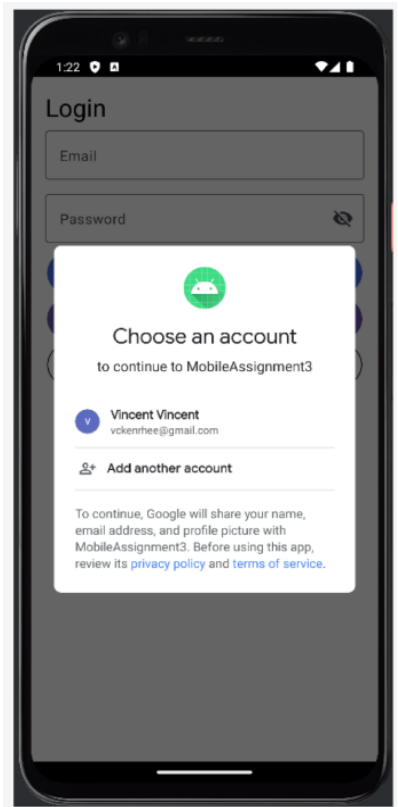 1:22
Login
Email
Password
Choose an account
to continue to MobileAssignment3
V
Vincent Vincent
vckenrhee@gmail.com
Add another account
To continue, Google will share your name,
email address, and profile picture with
MobileAssignment3. Before using this app,
review its privacy policy and terms of service.